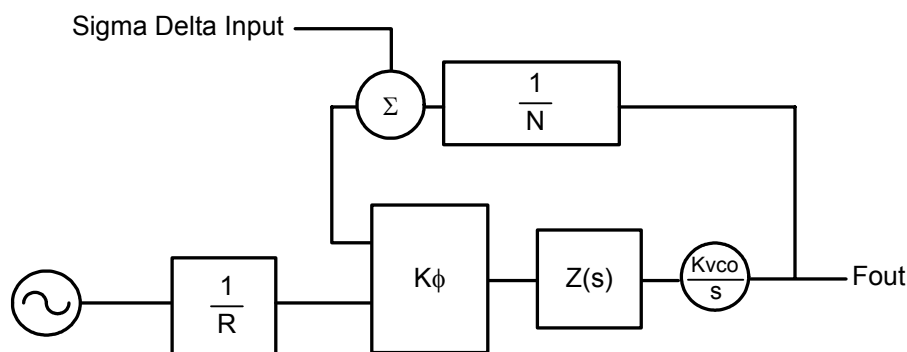 Sigma Delta Input
Σ
1
N
Kϕ
Z(s)
Kvco
s
Fout
1
R